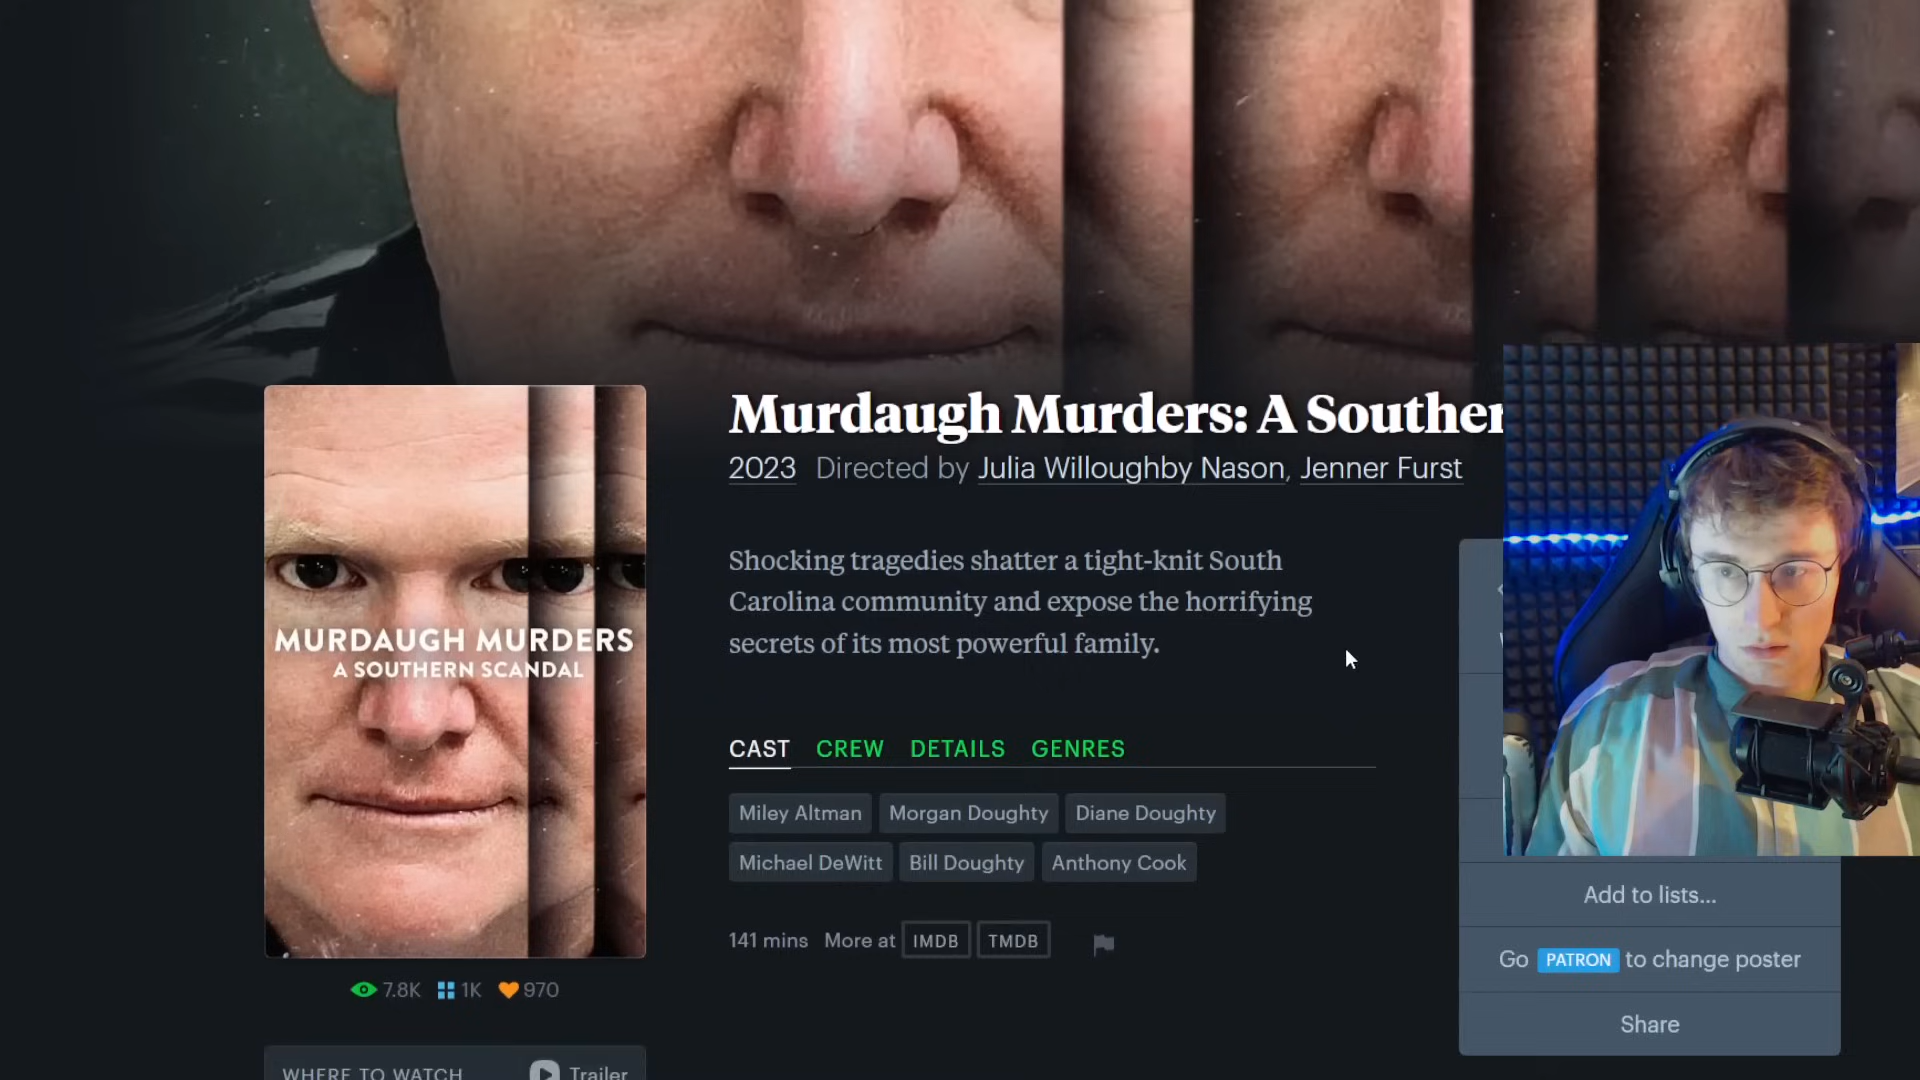 Murdaugh Murders: A Souther
2023 Directed by Julia Willoughby Nason, Jenner Furst
Shocking tragedies shatter a tight-knit South
Carolina community and expose the horrifying
secrets of its most powerful family.
MURDAUGH MURDERS
A SOUTHERN SCANDAL
CAST CREW DETAILS GENRES
Miley Altman Morgan Doughty Diane Doughty
Michael DeWitt Bill Doughty Anthony Cook
141 mins More at IMDB TMDB
7.8K 1K 970
Add to lists...
Go PATRON to change poster
Share
WHERE TO WATCH Trailer